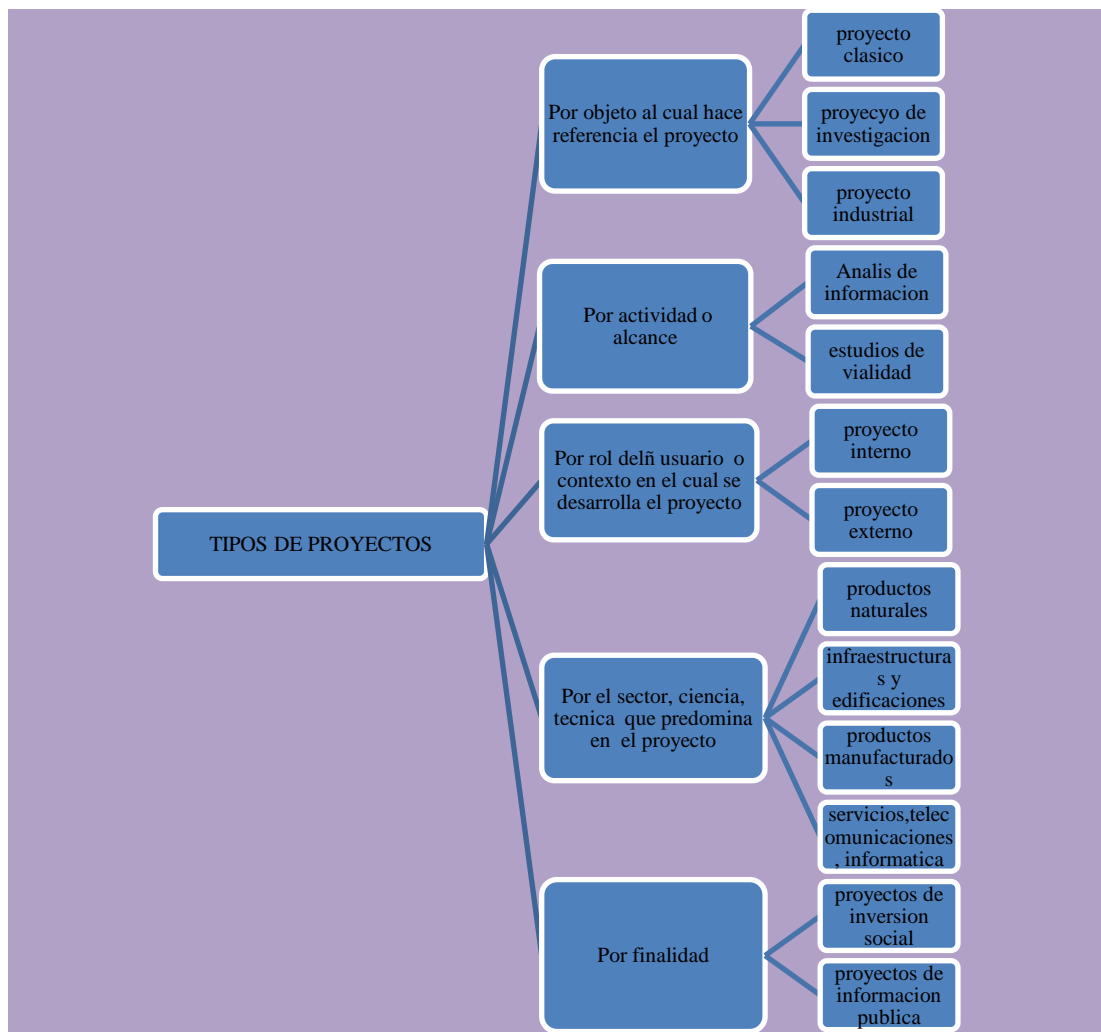 TIPOS DE PROYECTOS
Por objeto al cual hace
referencia el proyecto
proyecto
clasico
proyecyo de
investigacion
proyecto
industrial
Por actividad o
alcance
Analis de
informacion
estudios de
vialidad
Por rol delñ usuario o
contexto en el cual se
desarrolla el proyecto
proyecto
interno
proyecto
externo
Por el sector, ciencia,
tecnica que predomina
en el proyecto
productos
naturales
infraestructura
s y
edificaciones
productos
manufacturado
s
servicios,telec
omunicaciones
, informatica
Por finalidad
proyectos de
inversion
social
proyectos de
informacion
publica